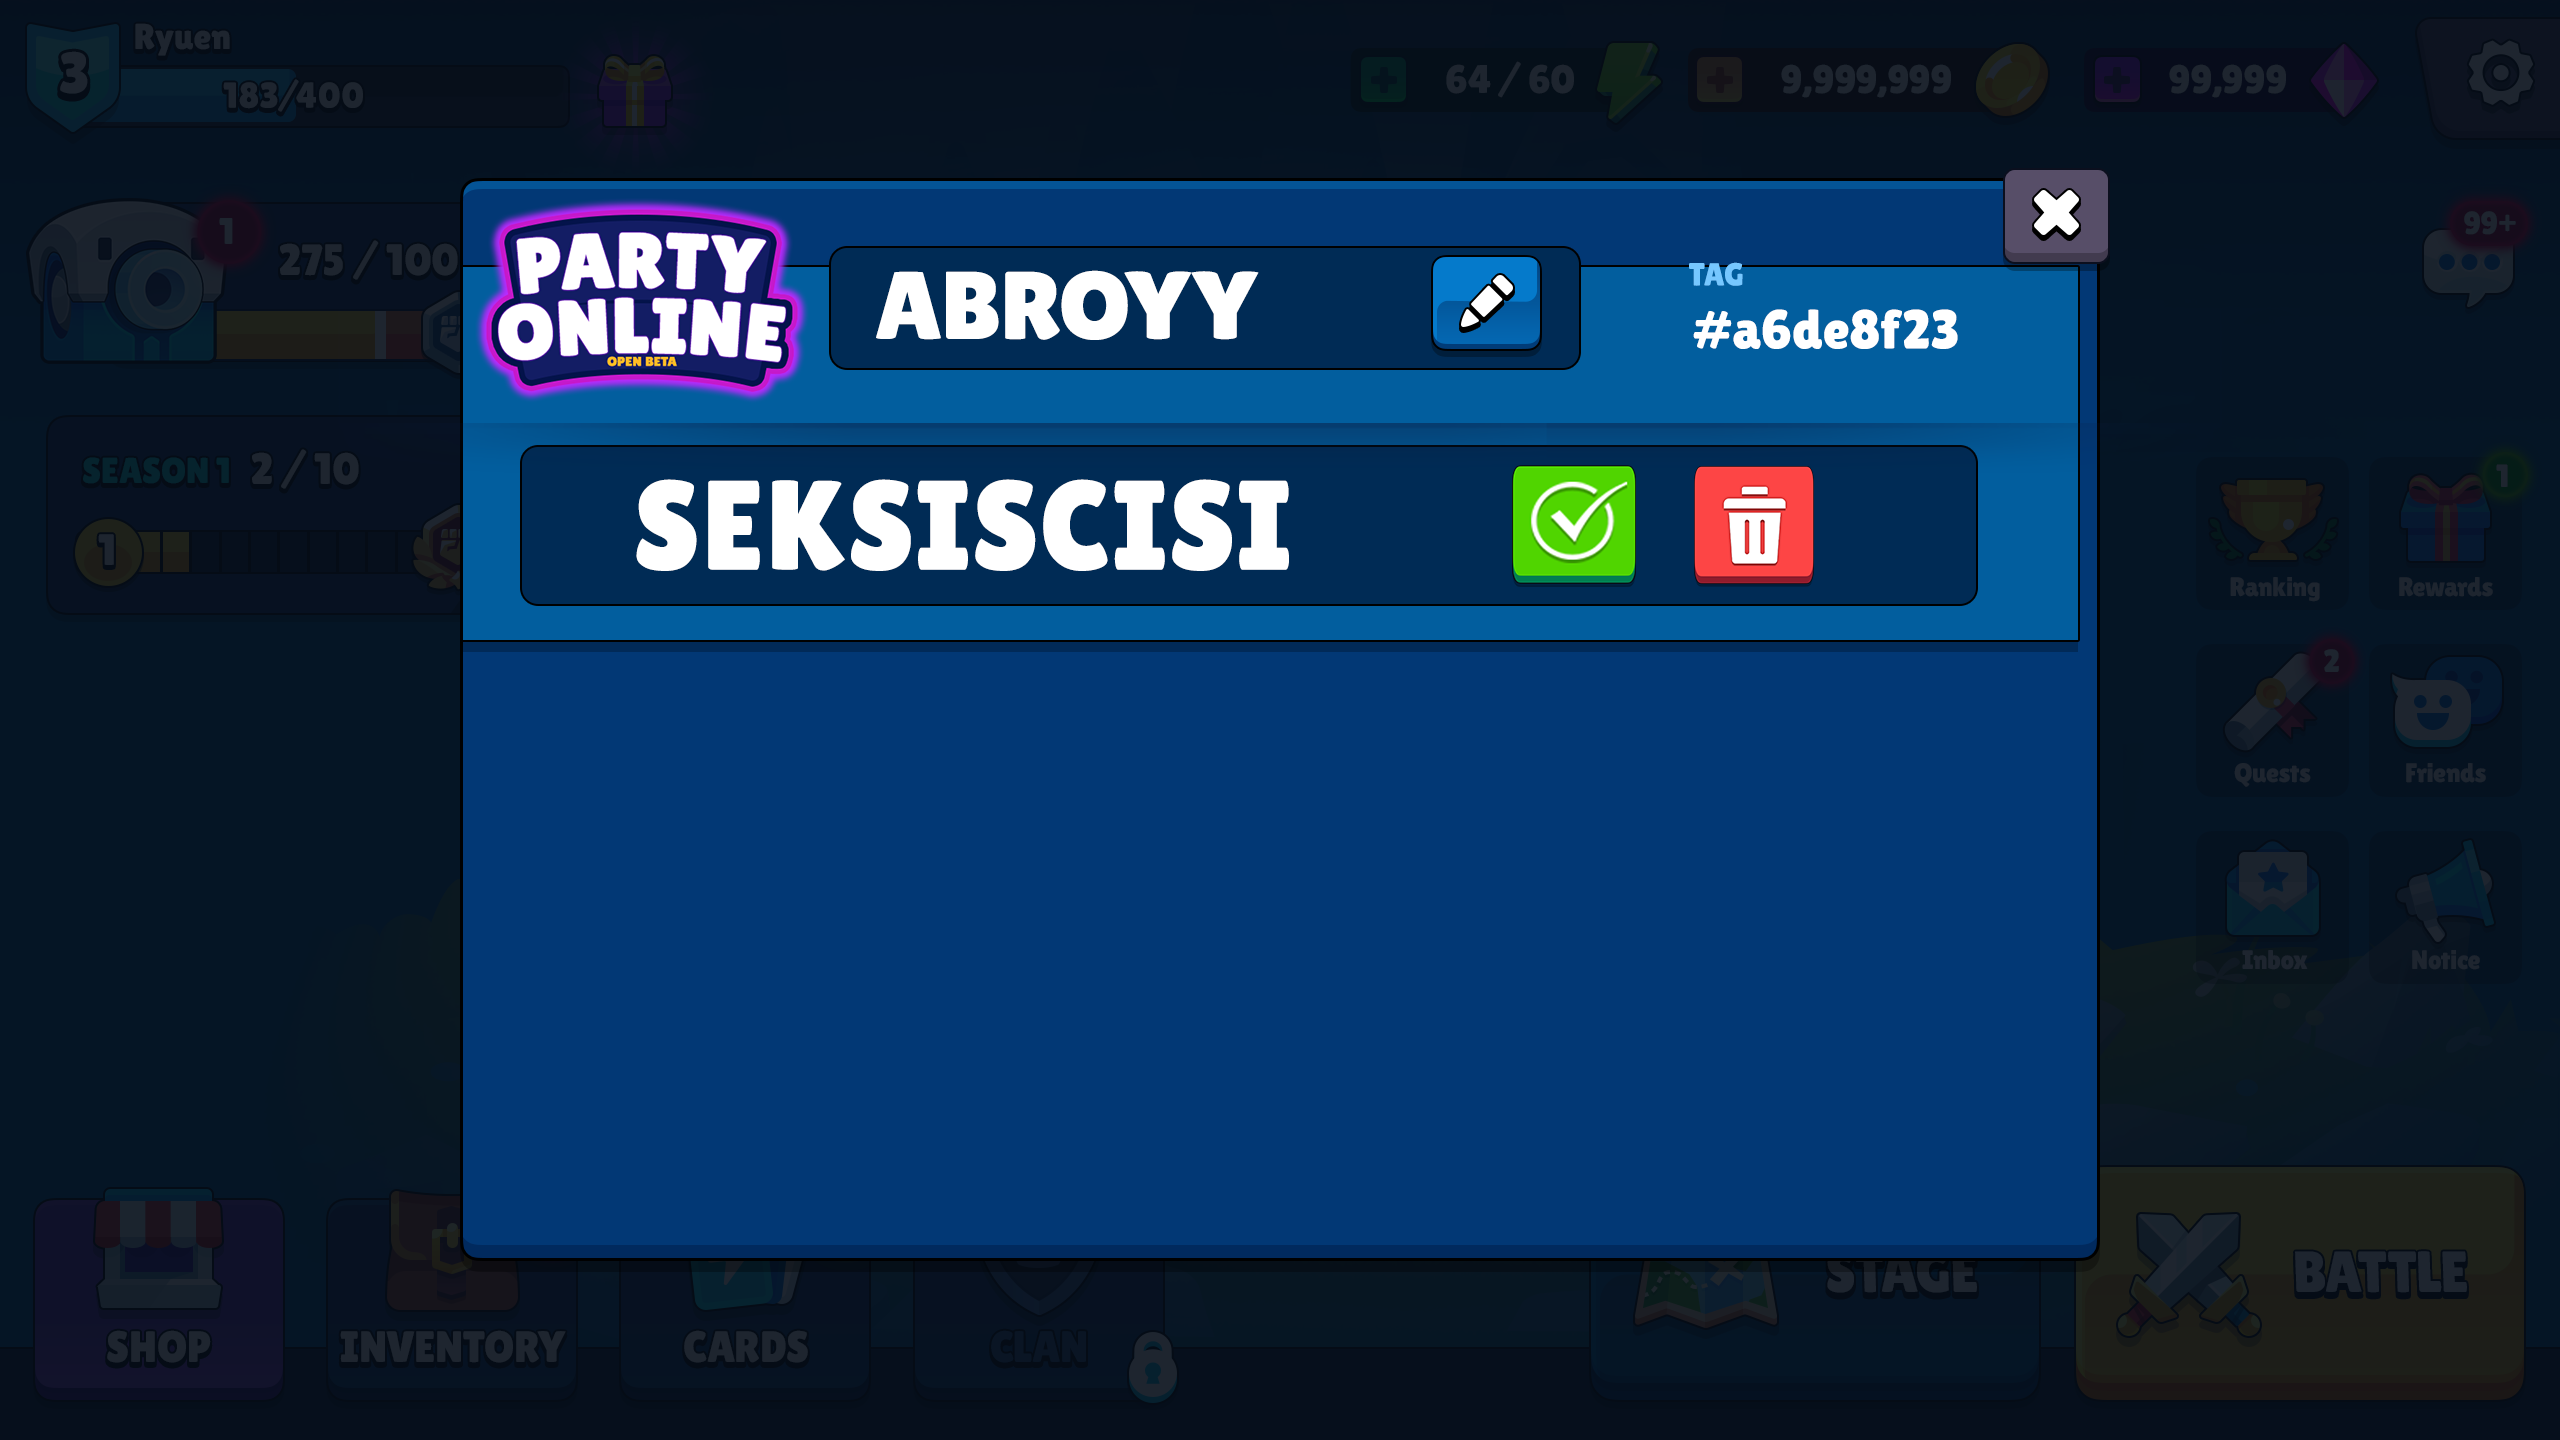 Ryuen
3
183/400
64 / 60
9,999,999
99,999
1
275 / 100
99+
PARTY
ONLINE
OPEN BETA
ABROYY
TAG
#a6de8f23
SEASON 1 2 / 10
1
SEKSISCISI
1
Ranking
Rewards
2
Quests
Friends
Inbox
Notice
SHOP
INVENTORY
CARDS
CLAN
STAGE
BATTLE